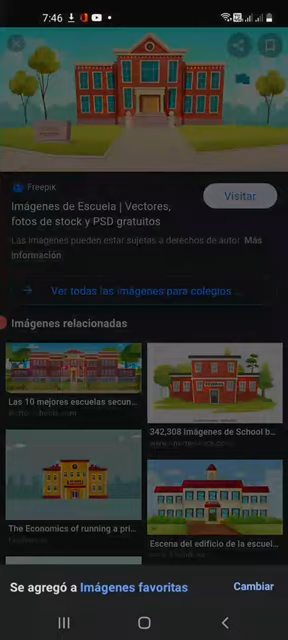 7:46
Freepik
Imágenes de Escuela | Vectores,
fotos de stock y PSD gratuitos
Visitar
Las imágenes pueden estar sujetas a derechos de autor. Más
información
Ver todas las imágenes para colegios ...
Imágenes relacionadas
Las 10 mejores escuelas secun...
342,308 imágenes de School b...
The Economics of running a pri...
Escena del edificio de la escuel...
Se agregó a Imágenes favoritas
Cambiar